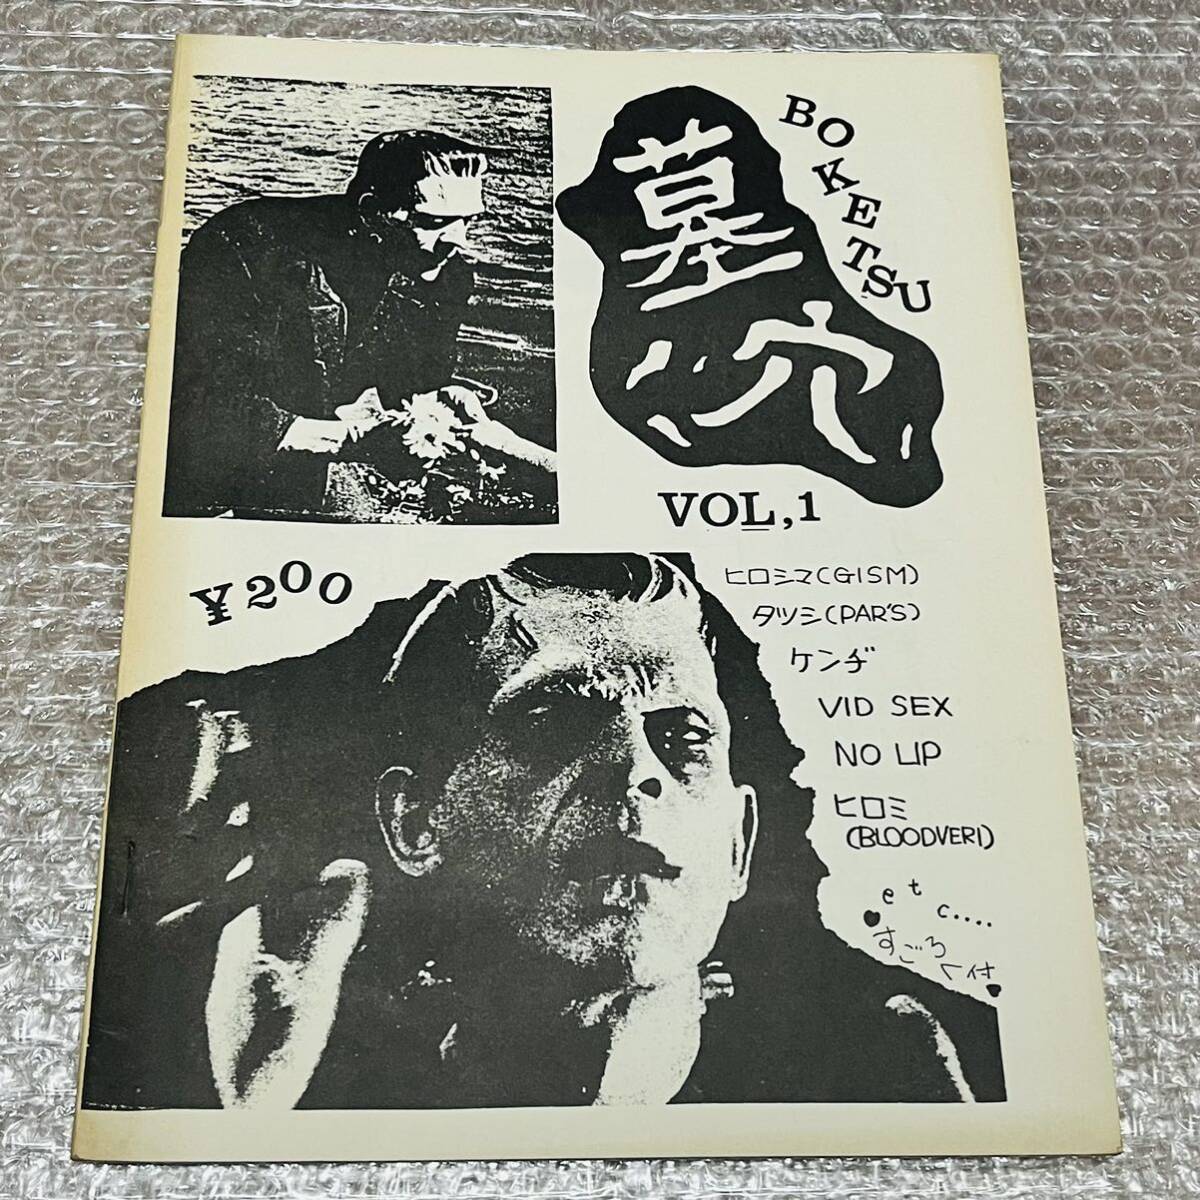 BOKETSU
墓穴
VOL,1
¥200
ヒロシマ(GISM)
タツミ(PAR'S)
ケンヂ
VID SEX
NO LIP
ヒロミ
(BLOODVERI)
etc....
♥すごろく付♥